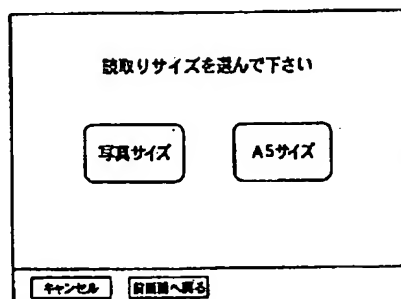 読取りサイズを選んで下さい
写真サイズ
A5サイズ
キャンセル
前画面へ戻る